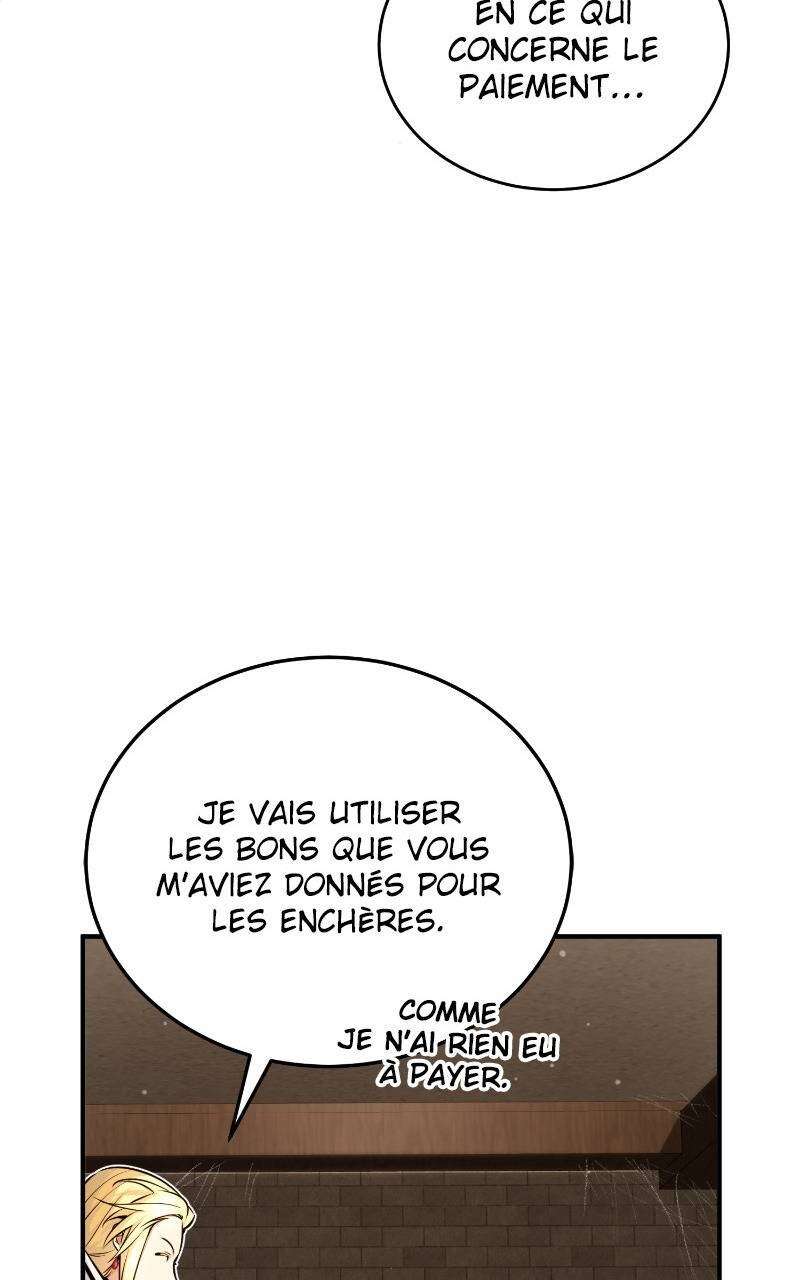 EN CE QUI
CONCERNE LE
PAIEMENT...
JE VAIS UTILISER
LES BONS QUE VOUS
M'AVIEZ DONNÉS POUR
LES ENCHÈRES.
COMME
JE N'AI RIEN EU
À PAYER.